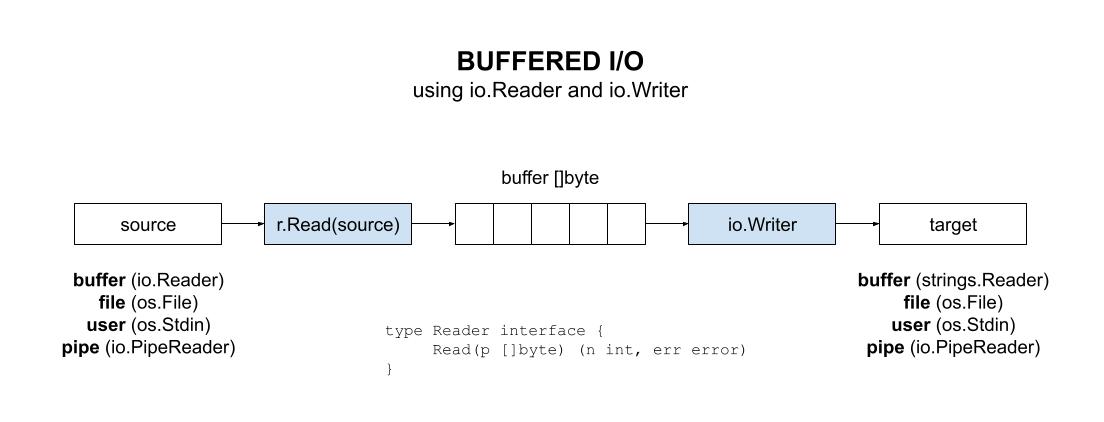 BUFFERED I/O
using io.Reader and io.Writer
buffer []byte
source
r.Read(source)
io.Writer
target
buffer (io.Reader)
file (os.File)
user (os.Stdin)
pipe (io.PipeReader)
type Reader interface {
    Read(p []byte) (n int, err error)
}
buffer (strings.Reader)
file (os.File)
user (os.Stdin)
pipe (io.PipeReader)